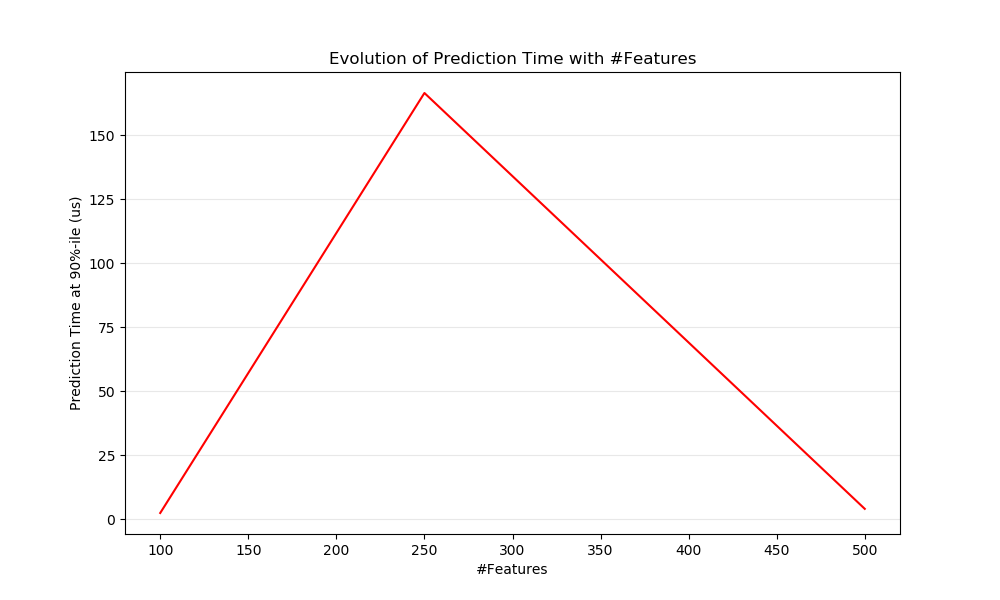 Evolution of Prediction Time with #Features
Prediction Time at 90%-ile (us)
150
125
100
75
50
25
0
100 150 200 250 300 350 400 450 500
#Features